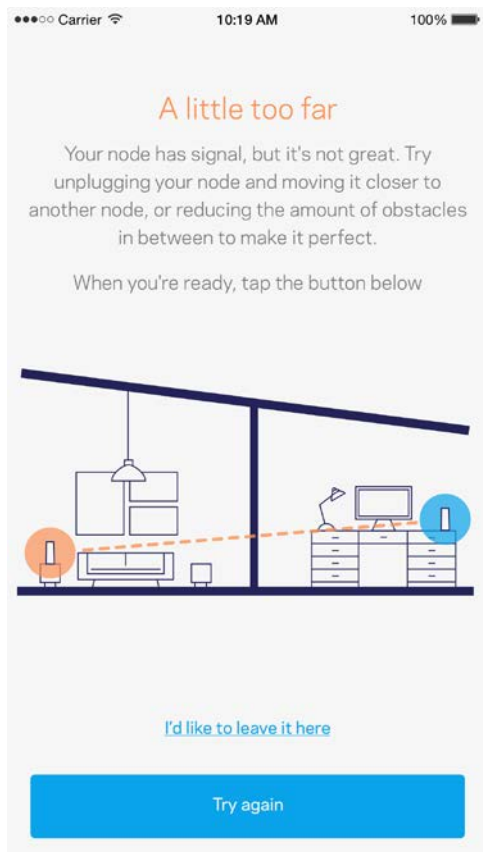 Carrier 10:19 AM 100%
A little too far
Your node has signal, but it's not great. Try
unplugging your node and moving it closer to
another node, or reducing the amount of obstacles
in between to make it perfect.
When you're ready, tap the button below
I'd like to leave it here
Try again